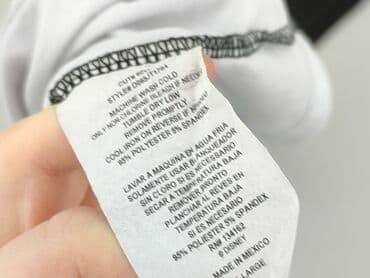 CUT#
STYLE#
MACHINE WASH COLD
ONLY NON-CHLORINE BLEACH IF NEEDED
TUMBLE DRY LOW
REMOVE PROMPTLY
COOL IRON ON REVERSE IF NECESSARY
95% POLYESTER 5% SPANDEX
LAVAR A MAQUINA EN AGUA FRIA
SOLAMENTE USAR BLANQUEADOR
SIN CLORO SI ES NECESARIO
SECAR A TEMPERATURA BAJA
REMOVER PRONTO
PLANCHAR AL REVES EN
TEMPERATURA BAJA
SI ES NECESARIO
95% POLYESTER 5% SPANDEX
RN# 134162
© DISNEY
MADE IN MEXICO
LARGE